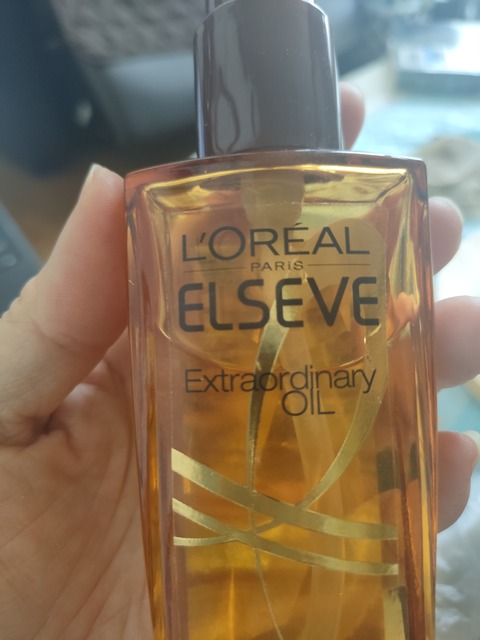 L'ORÉAL
PARIS
ELSEVE
Extraordinary
OIL